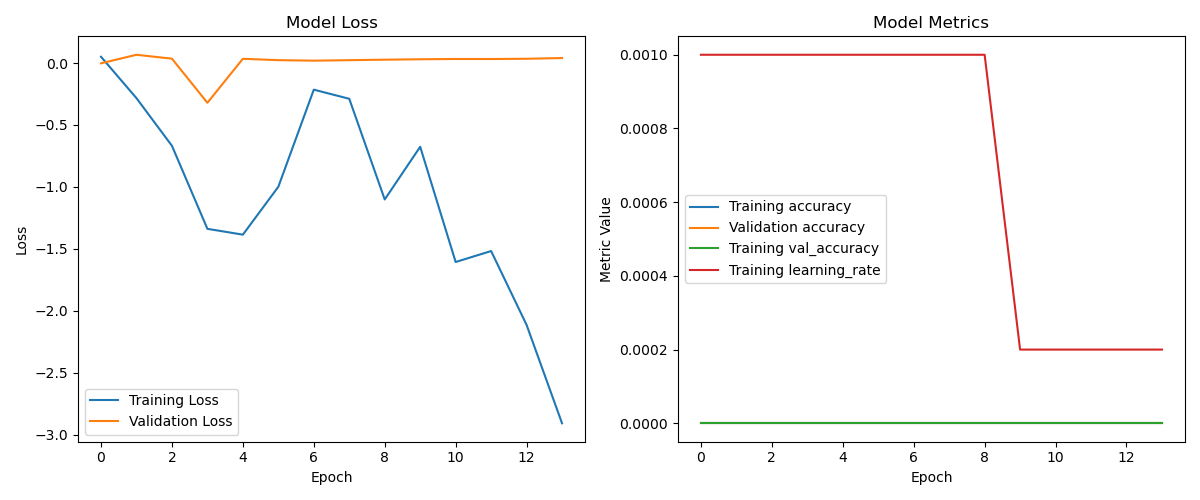 Model Loss
0.0
−0.5
−1.0
−1.5
−2.0
−2.5
−3.0
Loss
Training Loss
Validation Loss
0 2 4 6 8 10 12
Epoch
Model Metrics
0.0010
0.0008
0.0006
0.0004
0.0002
0.0000
Metric Value
Training accuracy
Validation accuracy
Training val_accuracy
Training learning_rate
0 2 4 6 8 10 12
Epoch